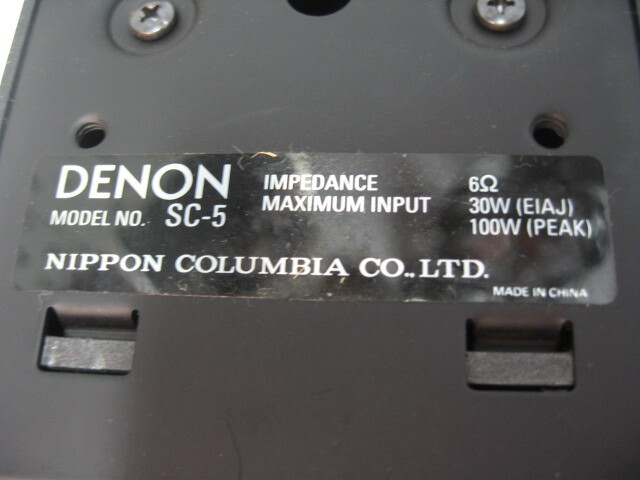 DENON IMPEDANCE 6Ω
MODEL NO. SC-5 MAXIMUM INPUT 30W (EIAJ)
100W (PEAK)
NIPPON COLUMBIA CO., LTD.
MADE IN CHINA